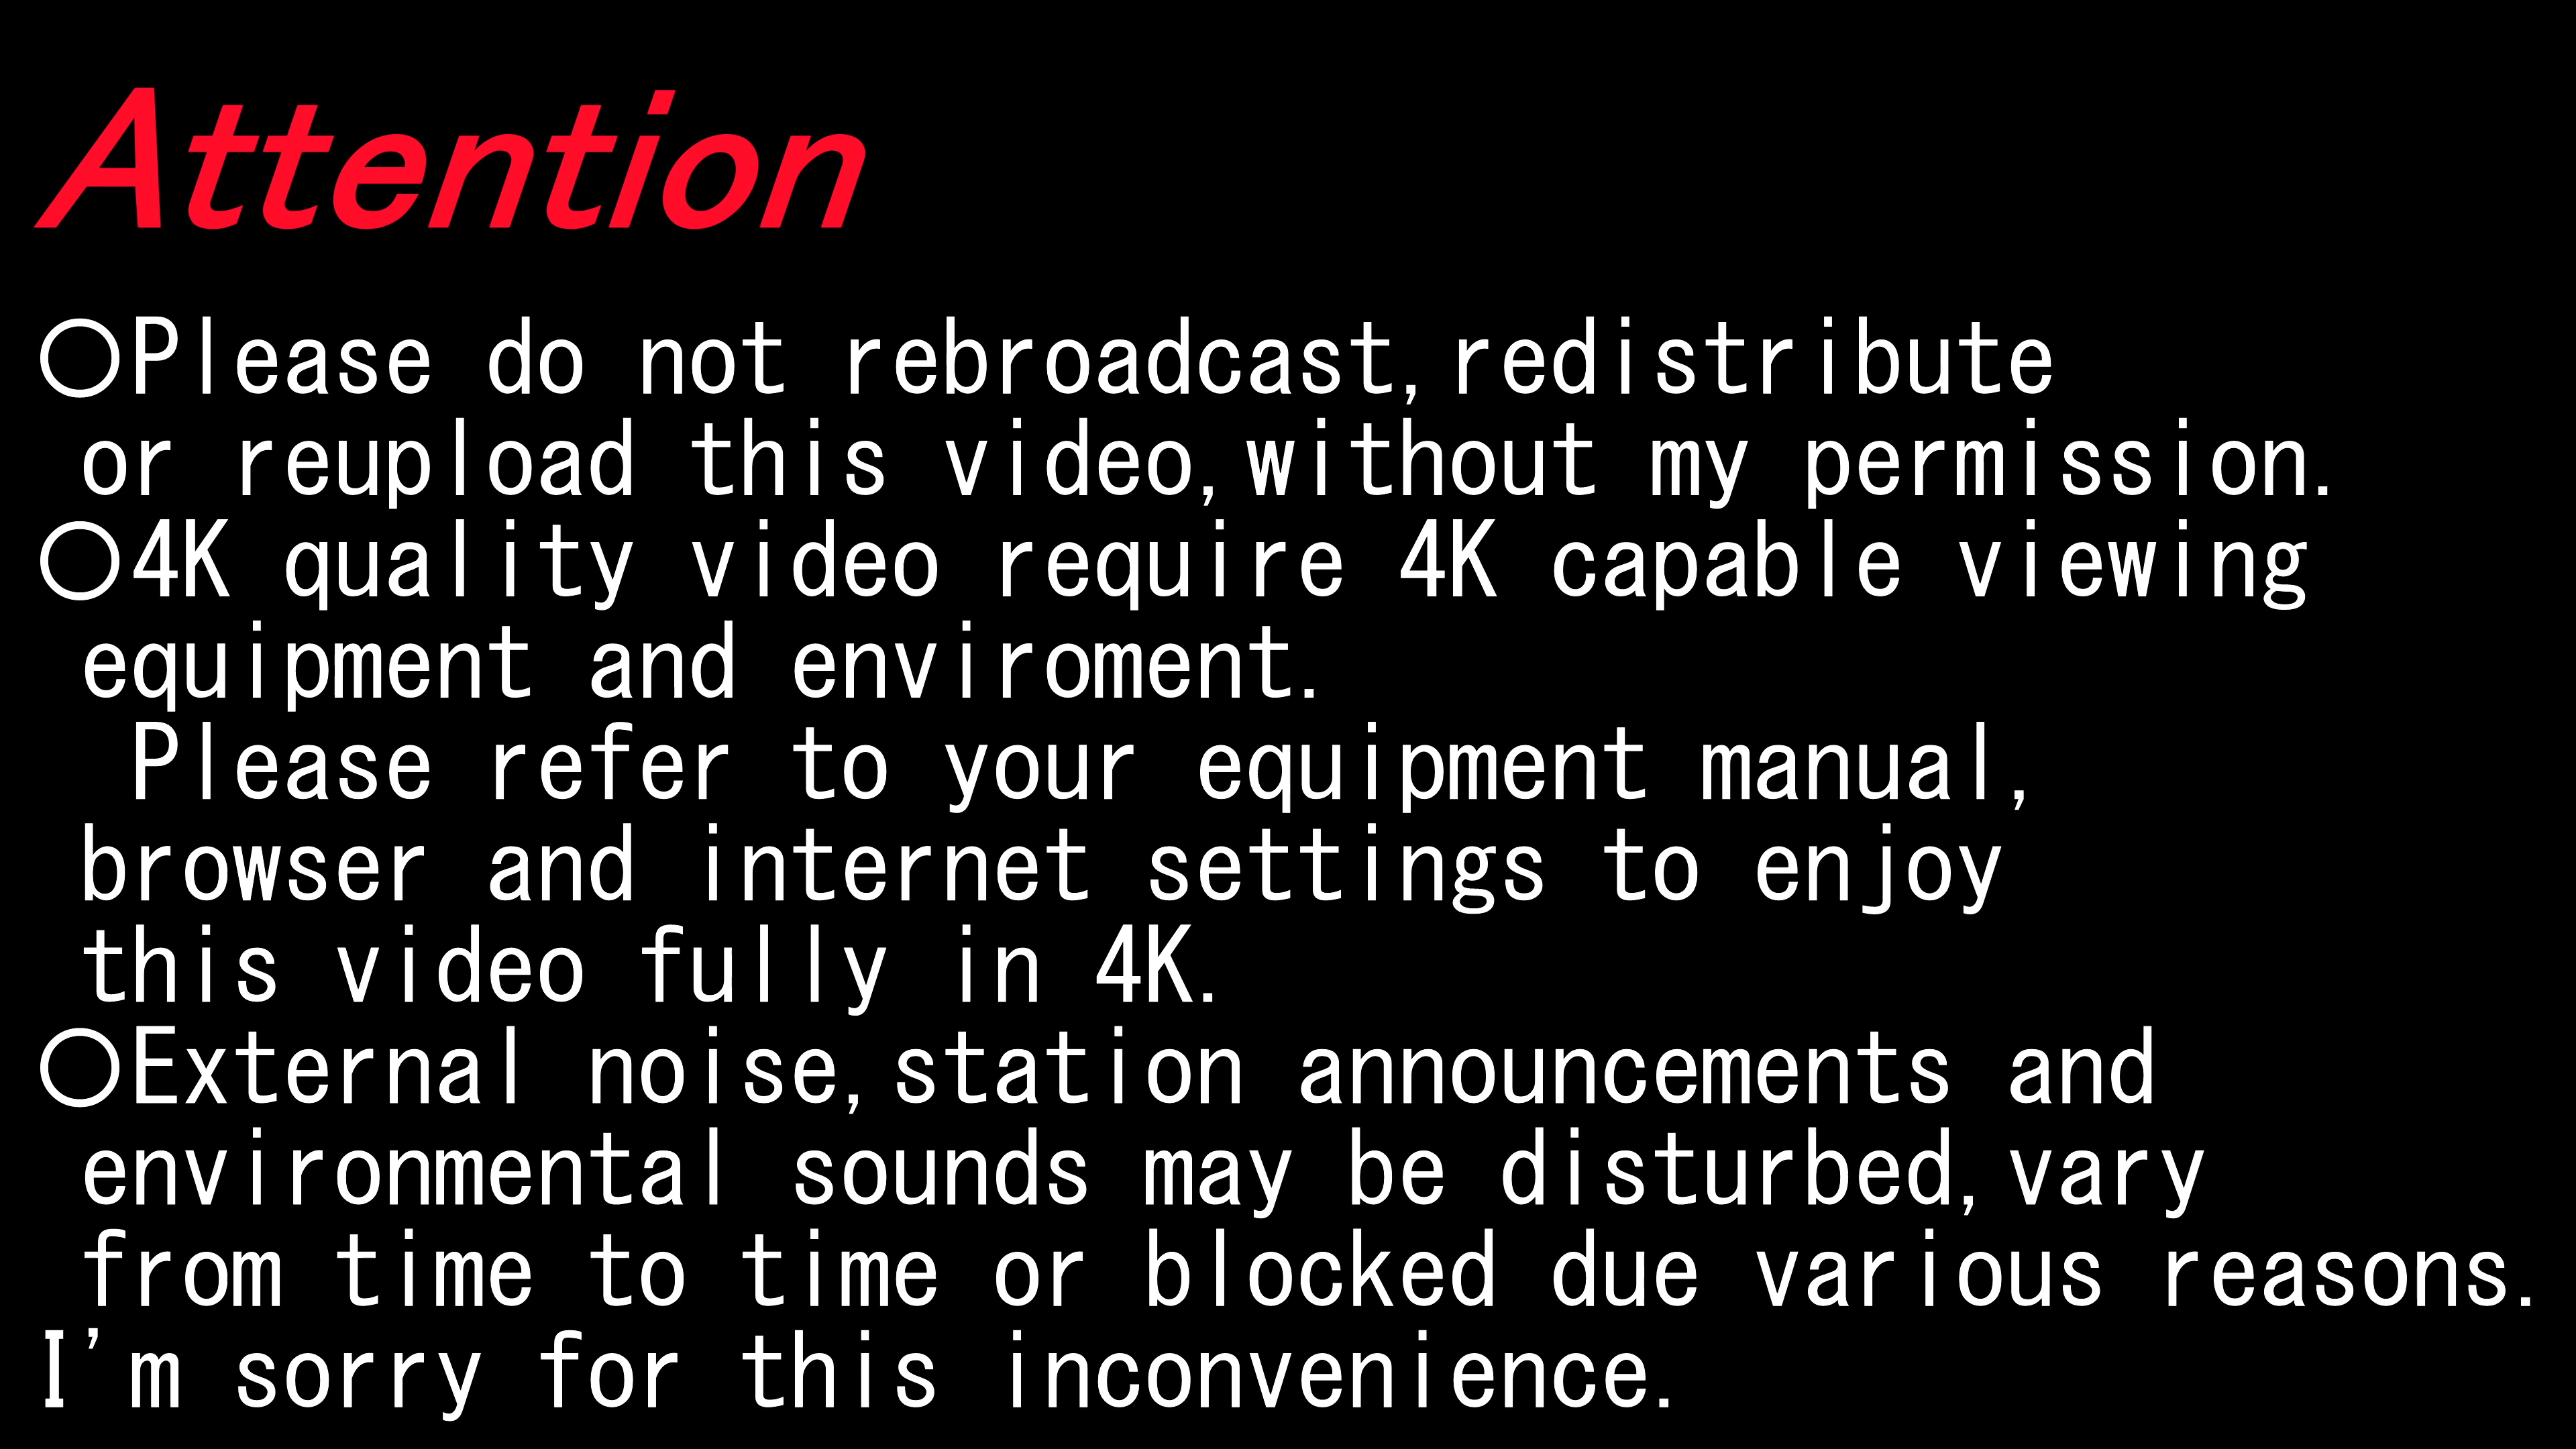 Attention
○Please do not rebroadcast,redistribute
or reupload this video,without my permission.
○4K quality video require 4K capable viewing
equipment and enviroment.
Please refer to your equipment manual,
browser and internet settings to enjoy
this video fully in 4K.
○External noise,station announcements and
environmental sounds may be disturbed,vary
from time to time or blocked due various reasons.
I'm sorry for this inconvenience.